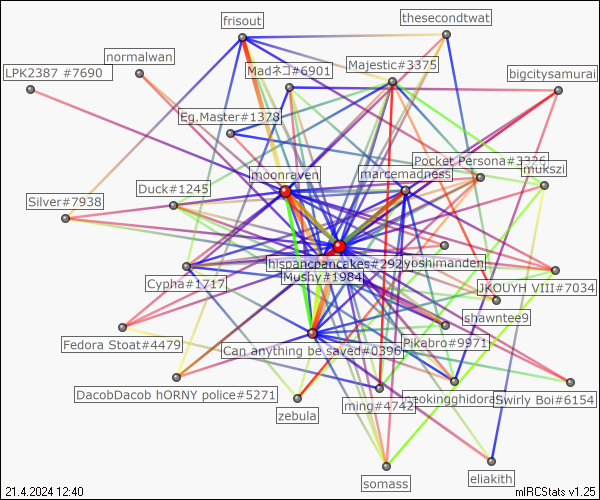 frisout
thesecondtwat
normalwan
Madネコ#6901
Majestic#3375
LPK2387 #7690
bigcitysamurai
Eg.Master#1378
Pocket Persona#3326
mukszi
moonraven
marcemadness
Duck#1245
Silver#7938
hispancpancakes#292
yoshimanden
Mushy#1984
Cypha#1717
JKOUYH VIII#7034
shawntee9
Fedora Stoat#4479
Can anything be saved#0396
Pikabro#9971
DacobDacob hORNY police#5271
ming#4742
Swirly Boi#6154
zebula
somass
eliakith
21.4.2024 12:40
mIRCStats v1.25